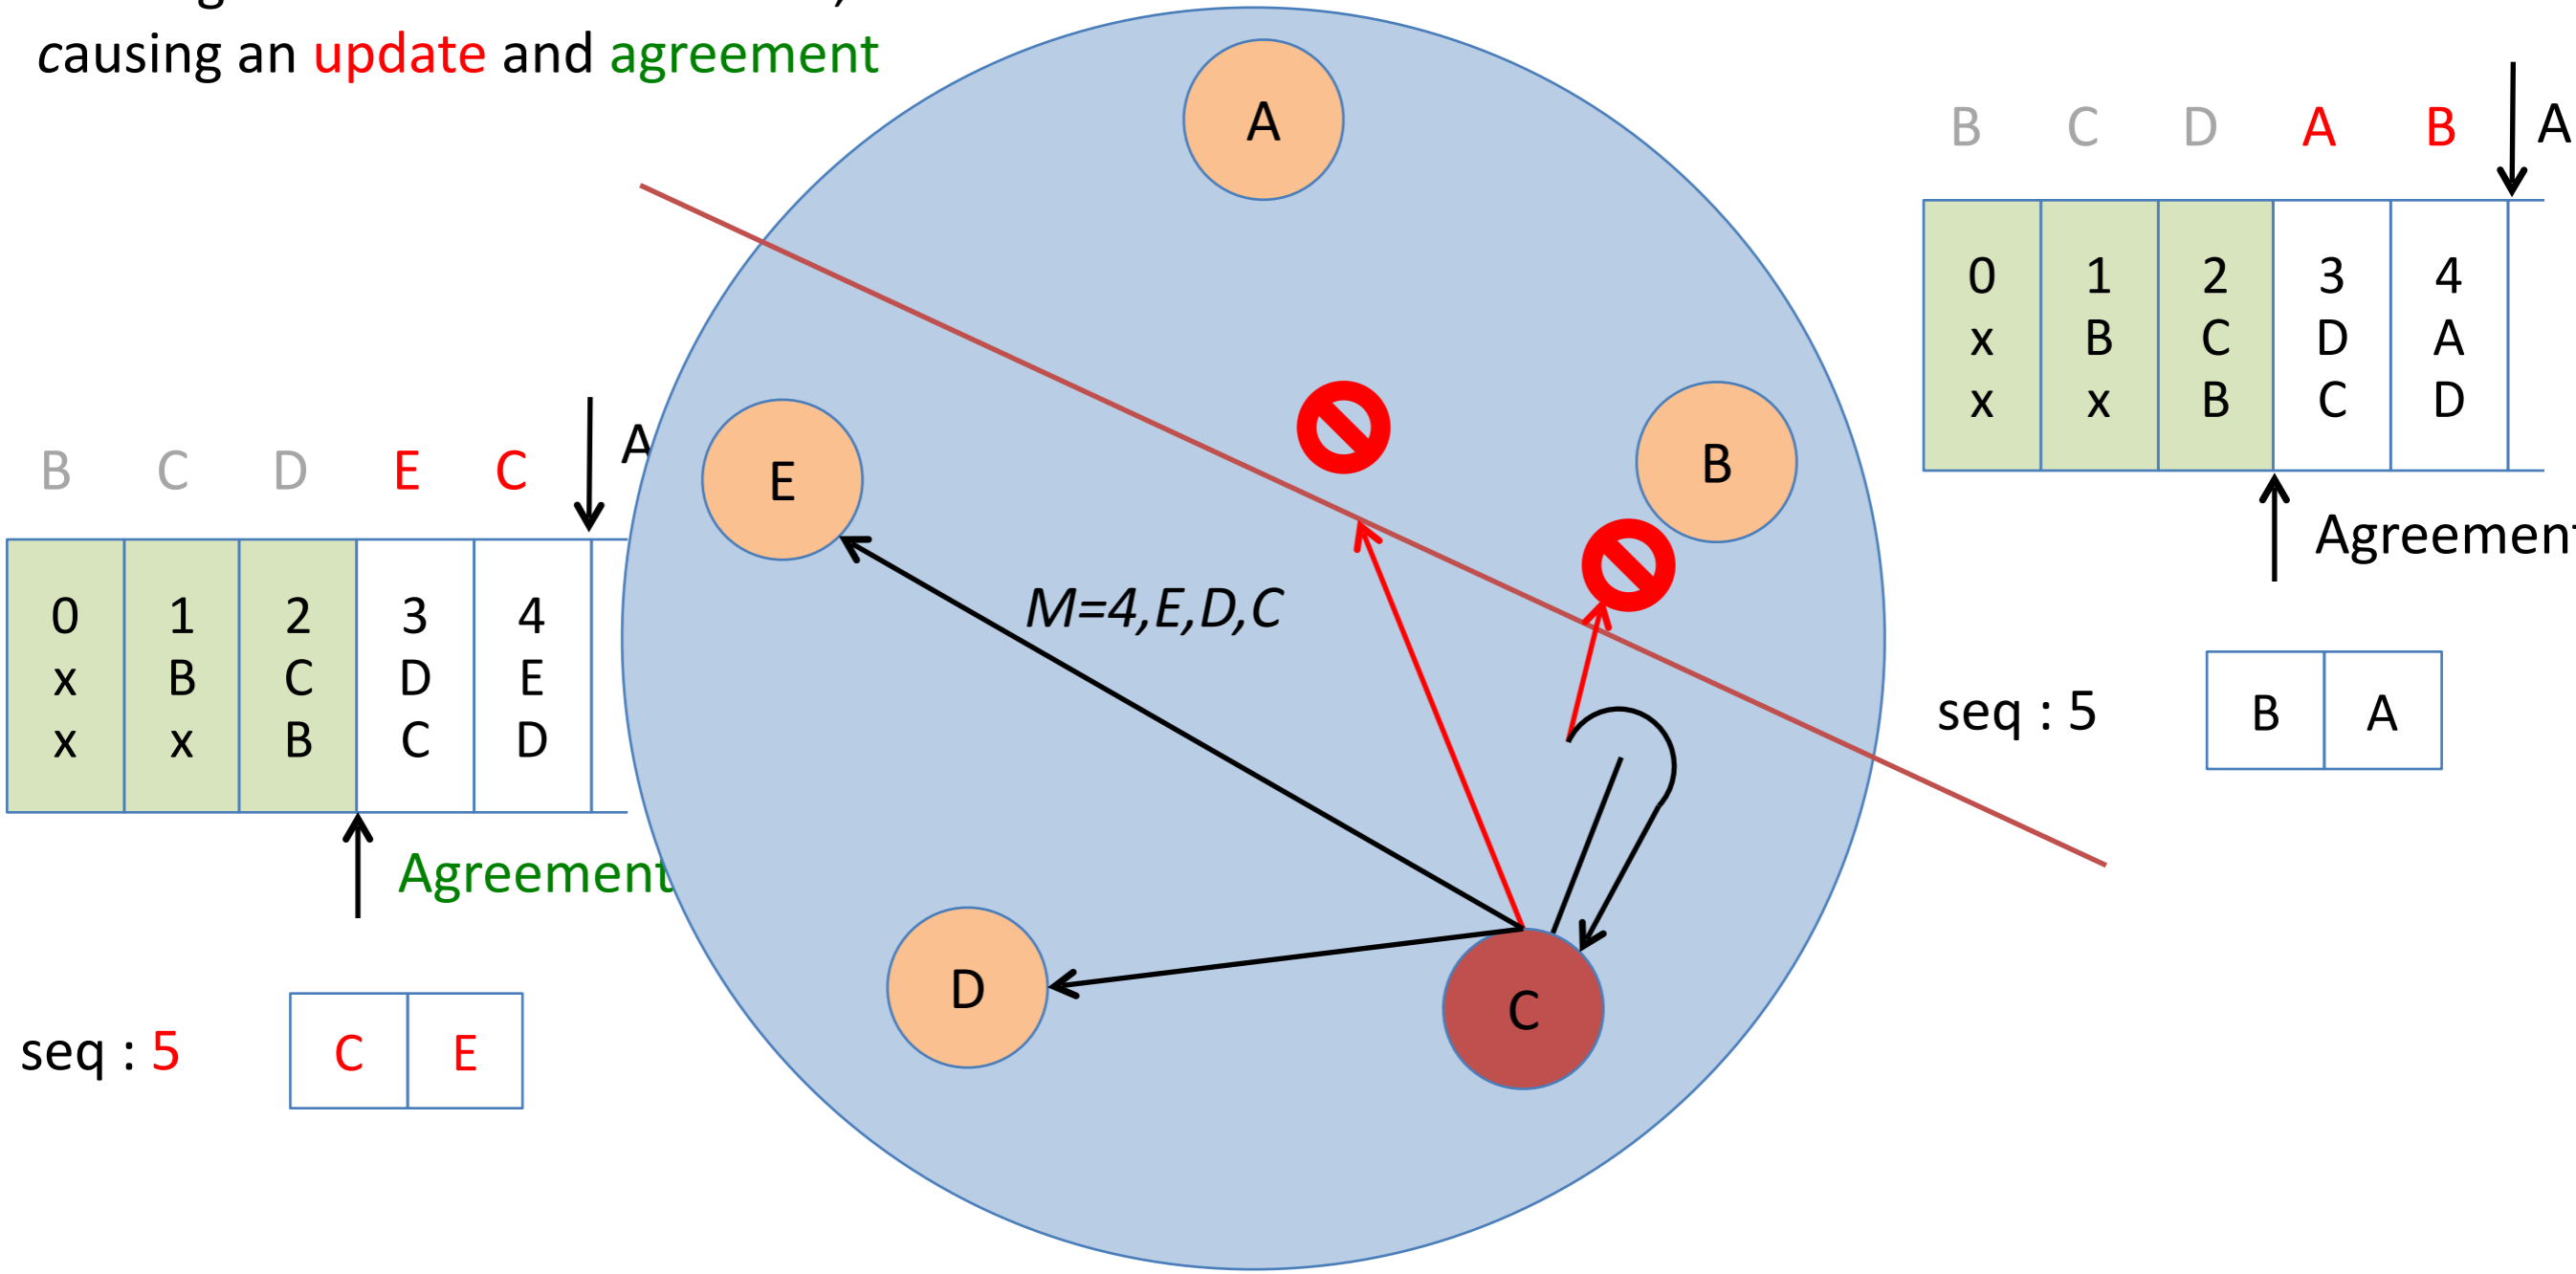 causing an update and agreement
A
B C D A B A
0 1 2 3 4
x B C D A
x x B C D
Agreement
seq : 5 B A
B C D E C A
0 1 2 3 4
x B C D E
x x B C D
Agreement
seq : 5 C E
E
B
M=4,E,D,C
D
C